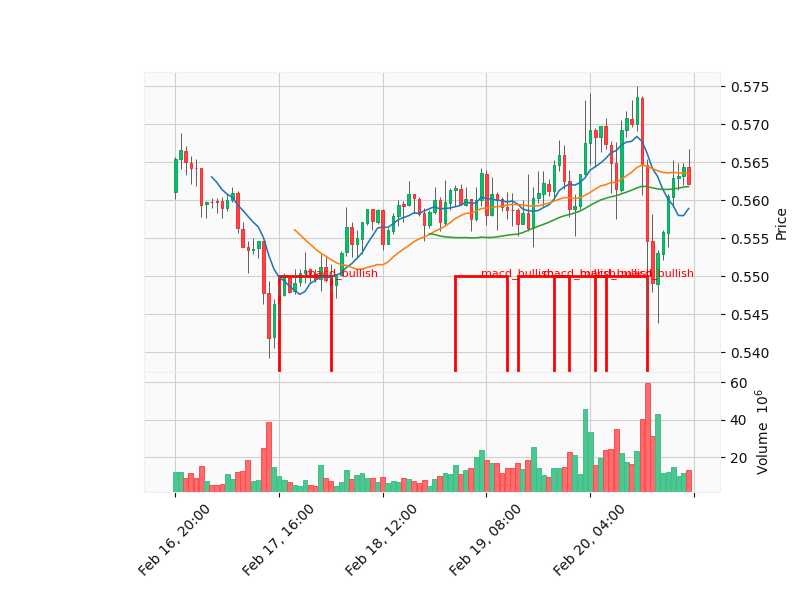 0.575
0.570
0.565
0.560
0.555
0.550
0.545
0.540
Price
macd_bullish
macd_bullish
macd_bullish
macd_bullish
60
40
20
Volume 10^6
Feb 16, 20:00
Feb 17, 16:00
Feb 18, 12:00
Feb 19, 08:00
Feb 20, 04:00